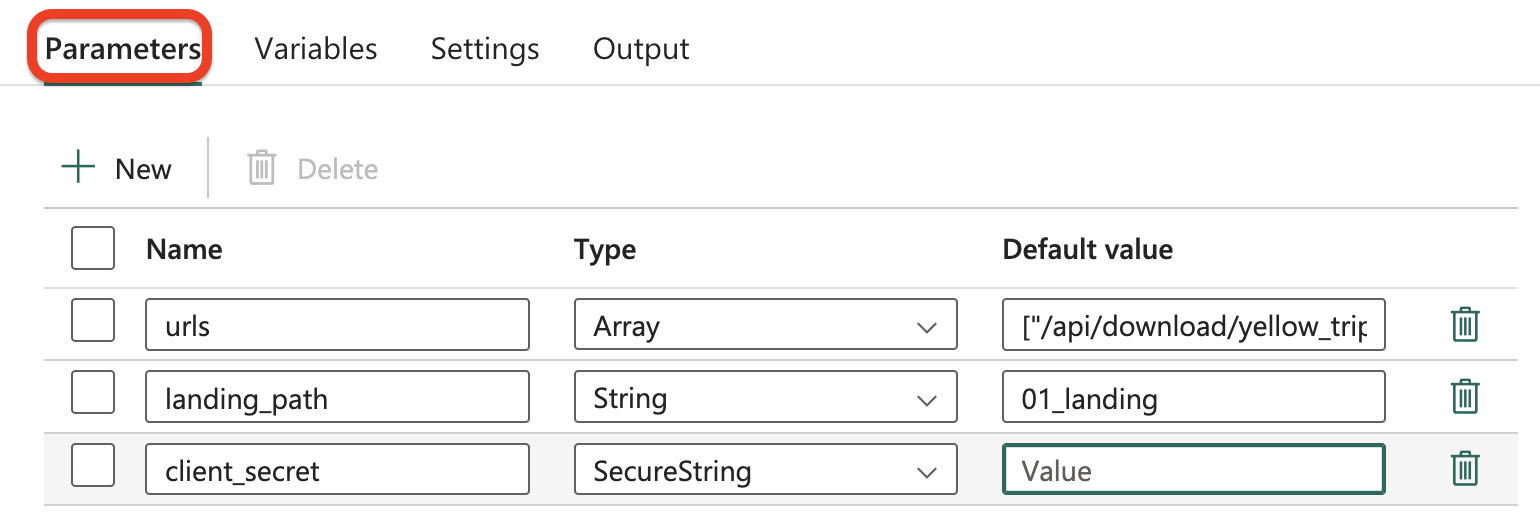 Parameters Variables Settings Output
New Delete
Name Type Default value
urls Array ["/api/download/yellow_trip
landing_path String 01_landing
client_secret SecureString Value